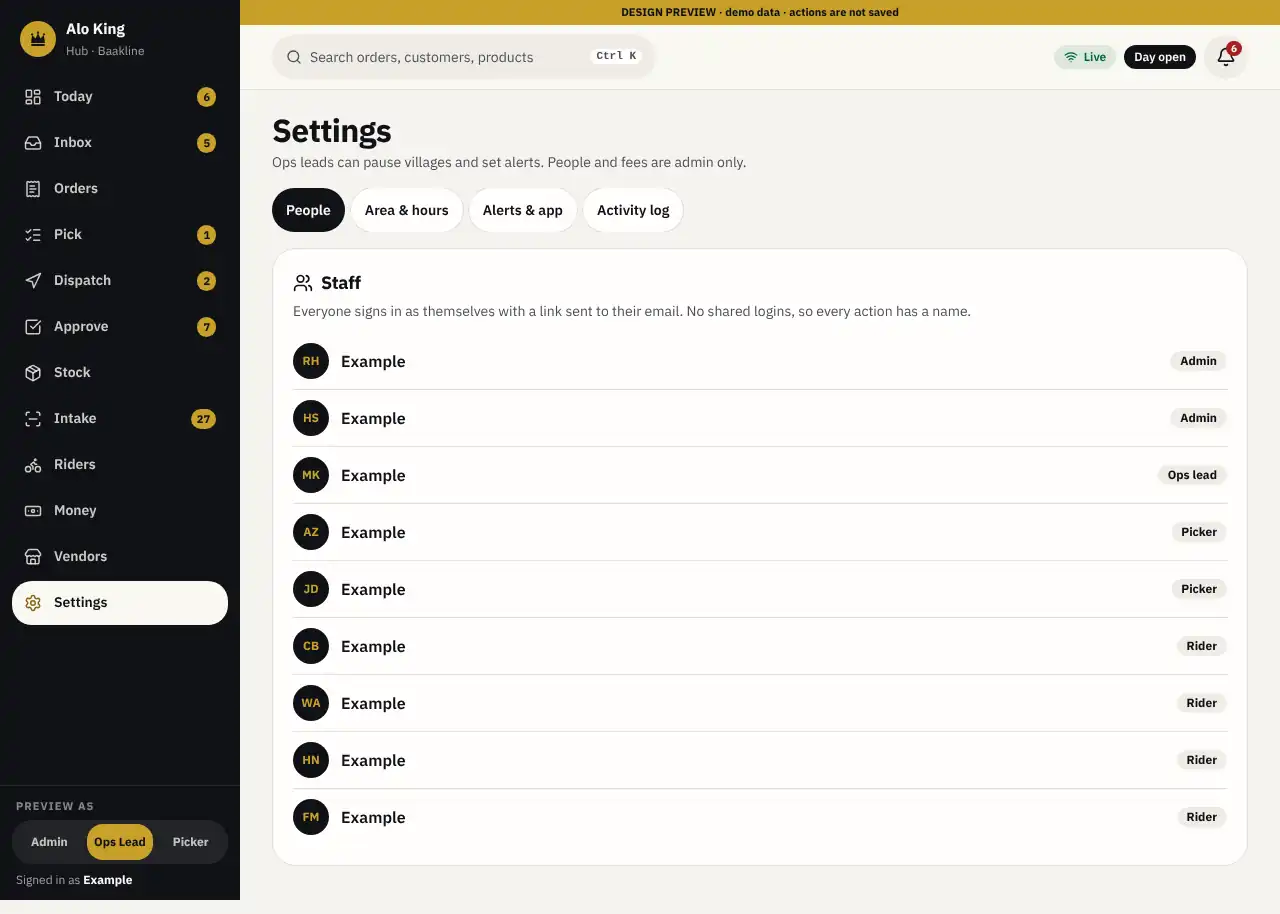 DESIGN PREVIEW · demo data · actions are not saved
Alo King
Hub · Baakline
Today 6
Inbox 5
Orders
Pick 1
Dispatch 2
Approve 7
Stock
Intake 27
Riders
Money
Vendors
Settings
PREVIEW AS
Admin Ops Lead Picker
Signed in as Example
Search orders, customers, products Ctrl K
Live Day open 6
Settings
Ops leads can pause villages and set alerts. People and fees are admin only.
People Area & hours Alerts & app Activity log
Staff
Everyone signs in as themselves with a link sent to their email. No shared logins, so every action has a name.
RH Example Admin
HS Example Admin
MK Example Ops lead
AZ Example Picker
JD Example Picker
CB Example Rider
WA Example Rider
HN Example Rider
FM Example Rider